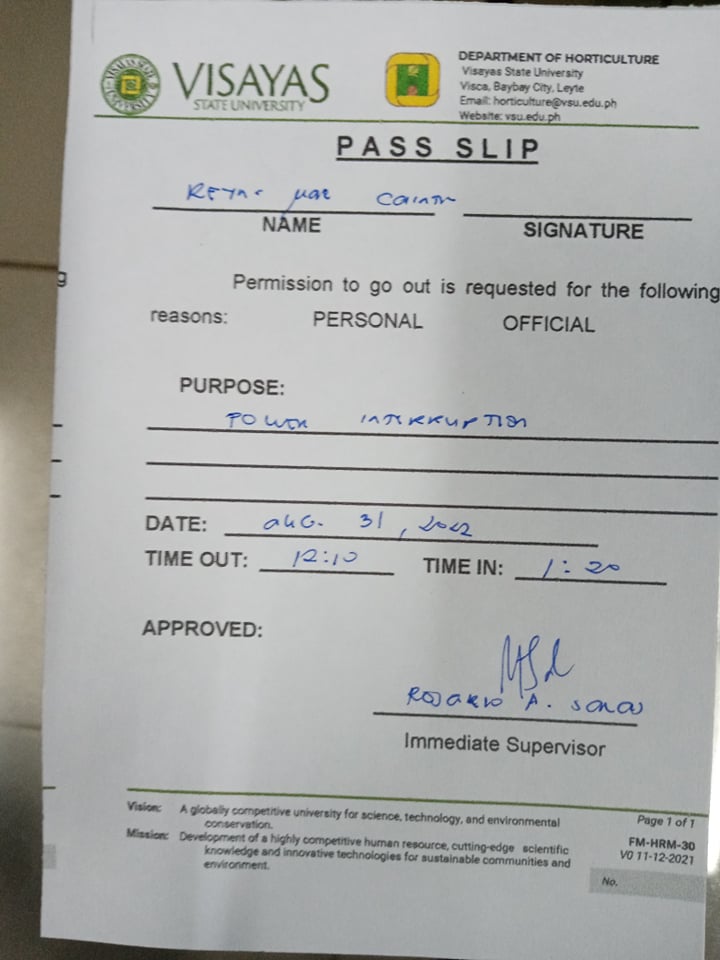 VISAYAS
STATE UNIVERSITY
DEPARTMENT OF HORTICULTURE
Visayas State University
Visca, Baybay City, Leyte
Email: horticulture@vsu.edu.ph
Website: vsu.edu.ph
PASS SLIP
NAME
SIGNATURE
Permission to go out is requested for the following
reasons: PERSONAL OFFICIAL
PURPOSE:
POWER INTERRUPTION
DATE: AUG. 31, 2022
TIME OUT: 12:10 TIME IN: 1:20
APPROVED:
ROSARIO A.
Immediate Supervisor
Vision: A globally competitive university for science, technology, and environmental
conservation.
Mission: Development of a highly competitive human resource, cutting-edge scientific
knowledge and innovative technologies for sustainable communities and
environment.
Page 1 of 1
FM-HRM-30
V0 11-12-2021
No.